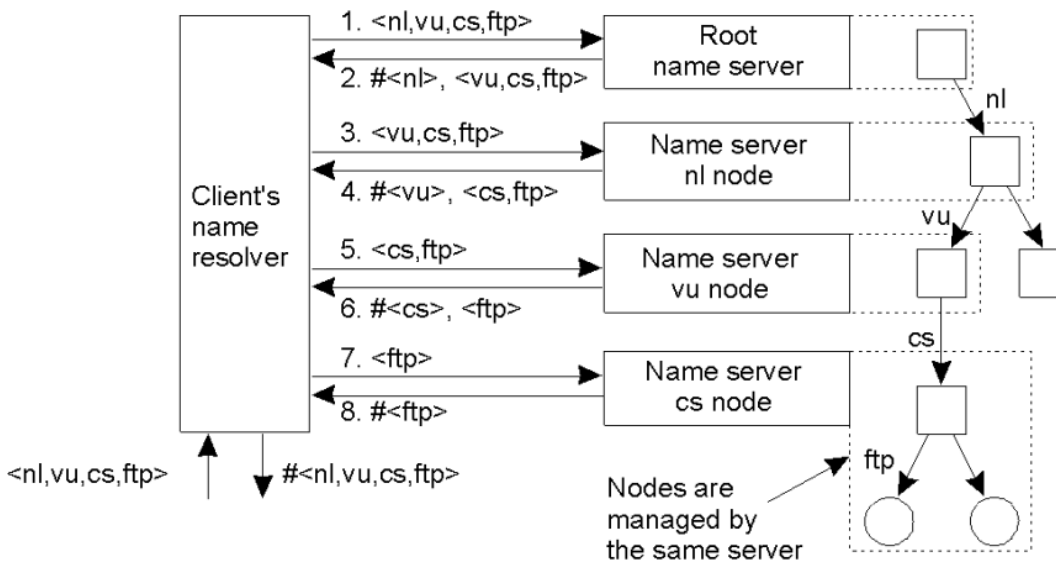 1. <nl,vu,cs,ftp>
2. #<nl>, <vu,cs,ftp>
Root
name server
nl
3. <vu,cs,ftp>
4. #<vu>, <cs,ftp>
Name server
nl node
Client's
name
resolver
vu
5. <cs,ftp>
6. #<cs>, <ftp>
Name server
vu node
cs
7. <ftp>
8. #<ftp>
Name server
cs node
<nl,vu,cs,ftp>
#<nl,vu,cs,ftp>
ftp
Nodes are
managed by
the same server